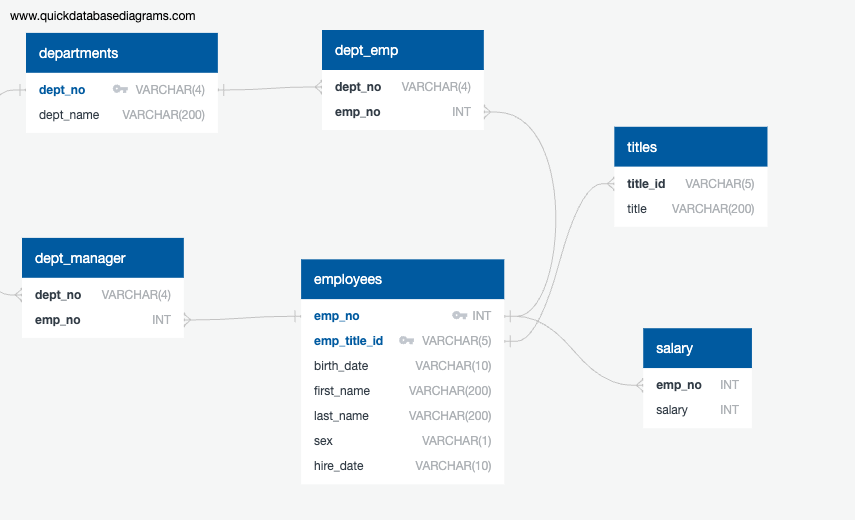 www.quickdatabasediagrams.com
departments
dept_no VARCHAR(4)
dept_name VARCHAR(200)
dept_emp
dept_no VARCHAR(4)
emp_no INT
titles
title_id VARCHAR(5)
title VARCHAR(200)
dept_manager
dept_no VARCHAR(4)
emp_no INT
employees
emp_no INT
emp_title_id VARCHAR(5)
birth_date VARCHAR(10)
first_name VARCHAR(200)
last_name VARCHAR(200)
sex VARCHAR(1)
hire_date VARCHAR(10)
salary
emp_no INT
salary INT